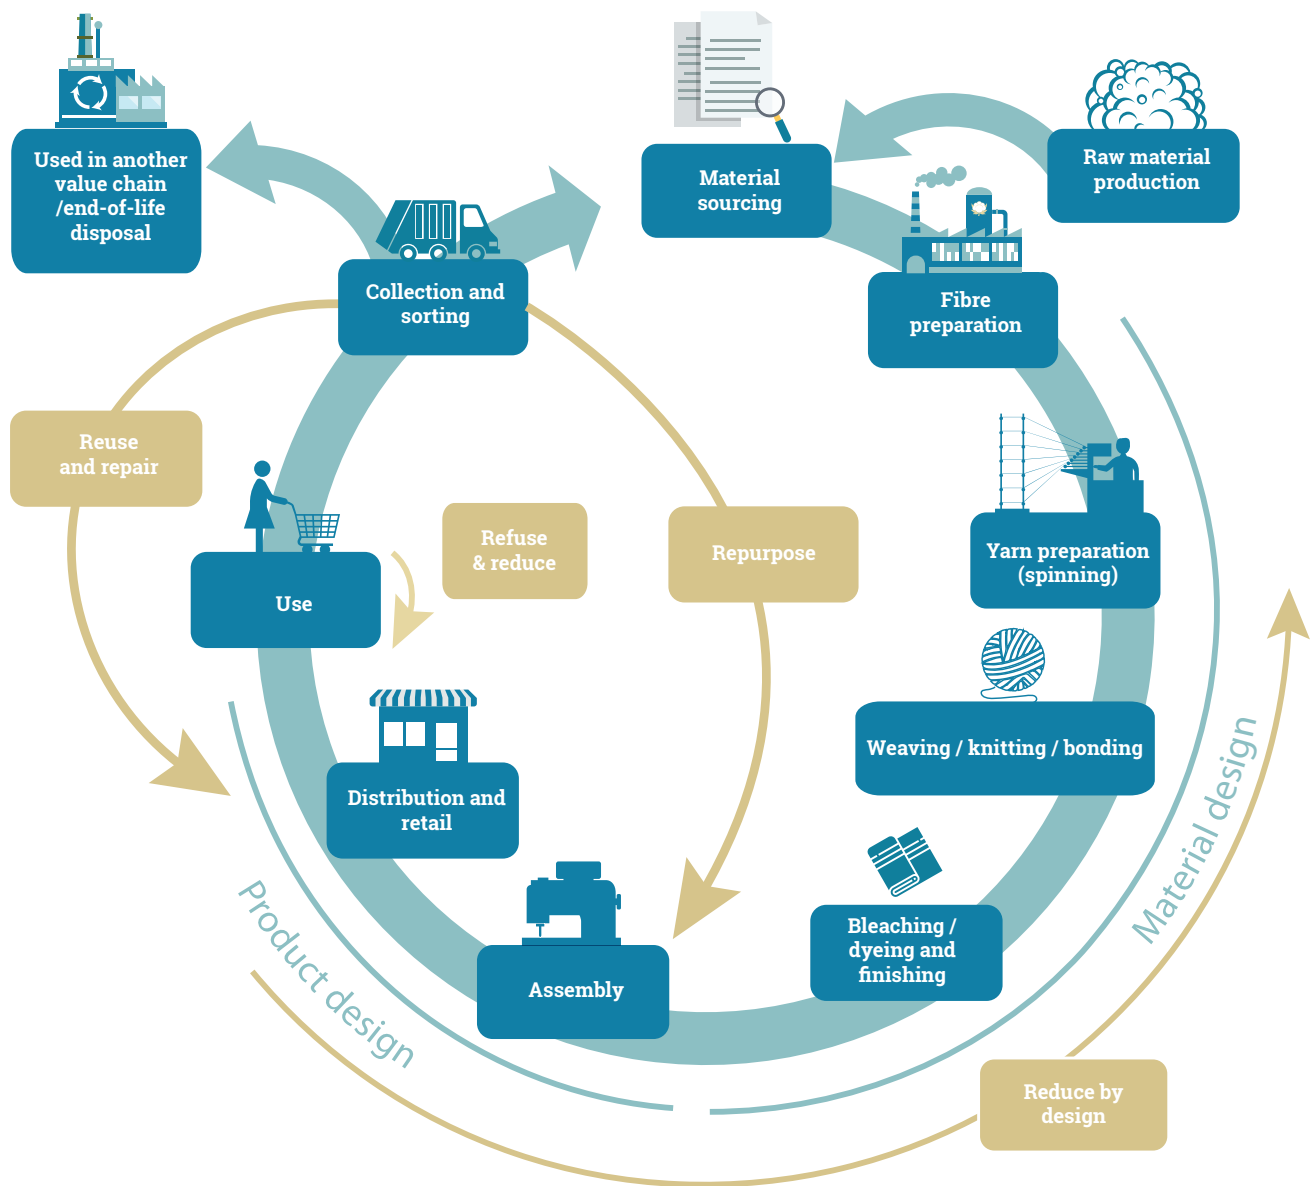 Used in another
value chain
/end-of-life
disposal
Material
sourcing
Raw material
production
Collection and
sorting
Fibre
preparation
Reuse
and repair
Refuse
& reduce
Repurpose
Yarn preparation
(spinning)
Use
Weaving / knitting / bonding
Distribution and
retail
Bleaching /
dyeing and
finishing
Assembly
Product design
Material design
Reduce by
design